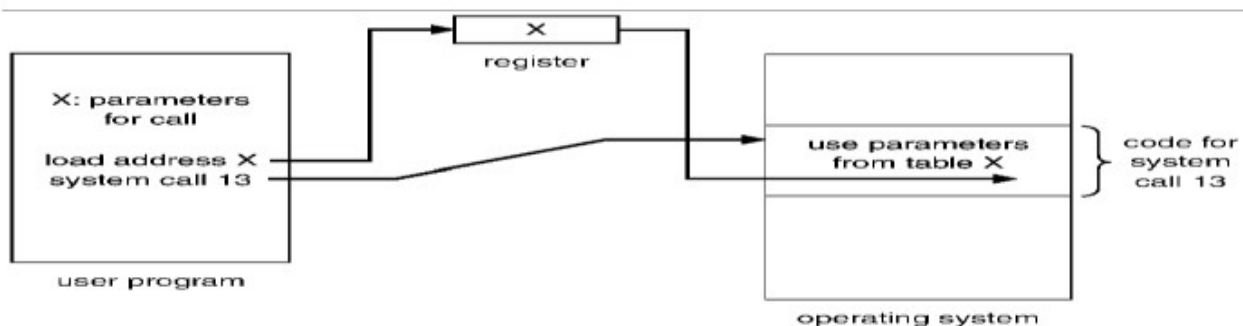 X
register
X: parameters
for call
load address X
system call 13
user program
use parameters
from table X
code for
system
call 13
operating system